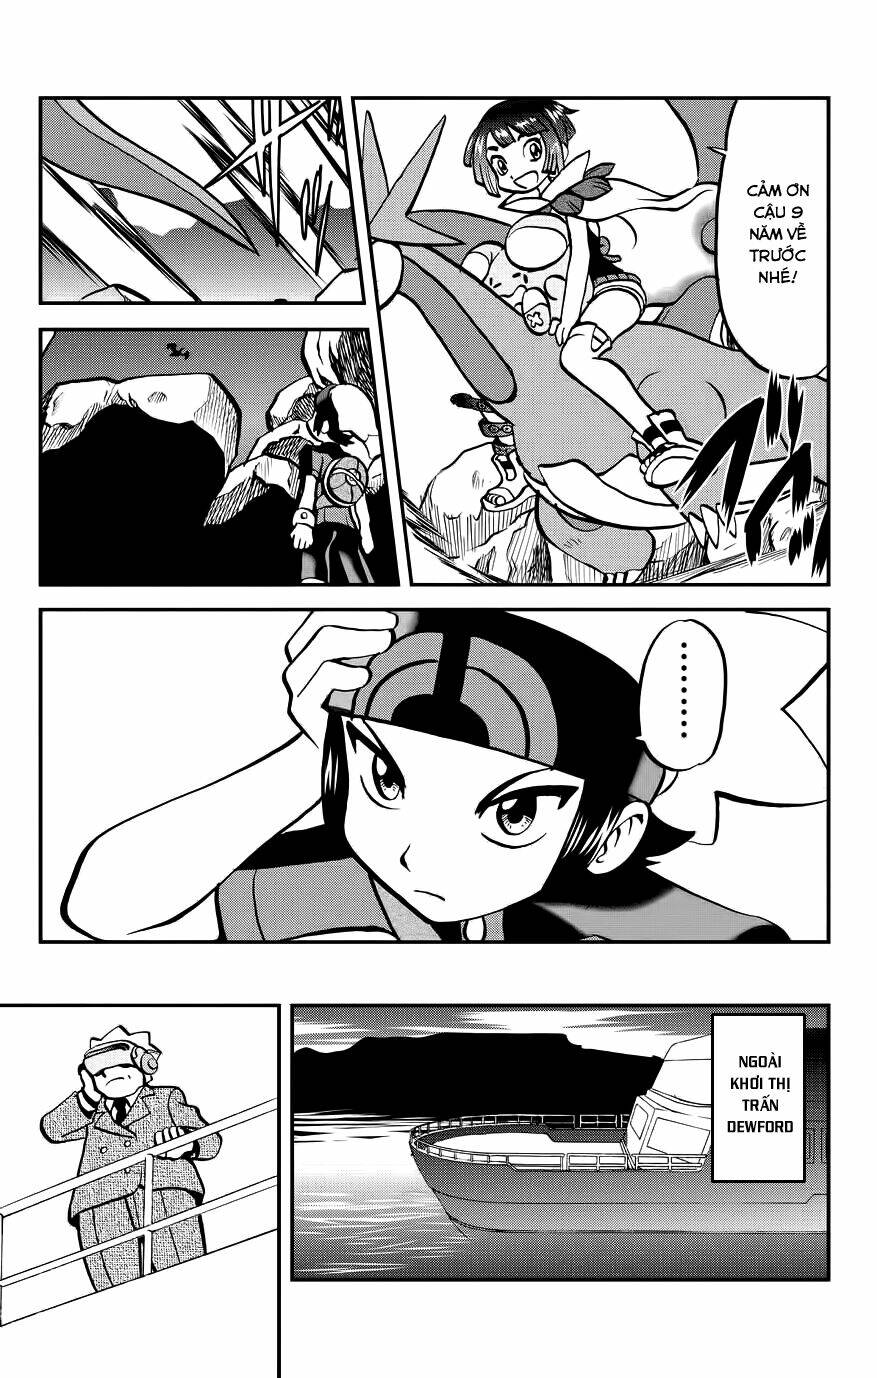 CẢM ƠN
CẬU 9
NĂM VỀ
TRƯỚC
NHÉ!
.........
NGOÀI
KHƠI THỊ
TRẤN
DEWFORD